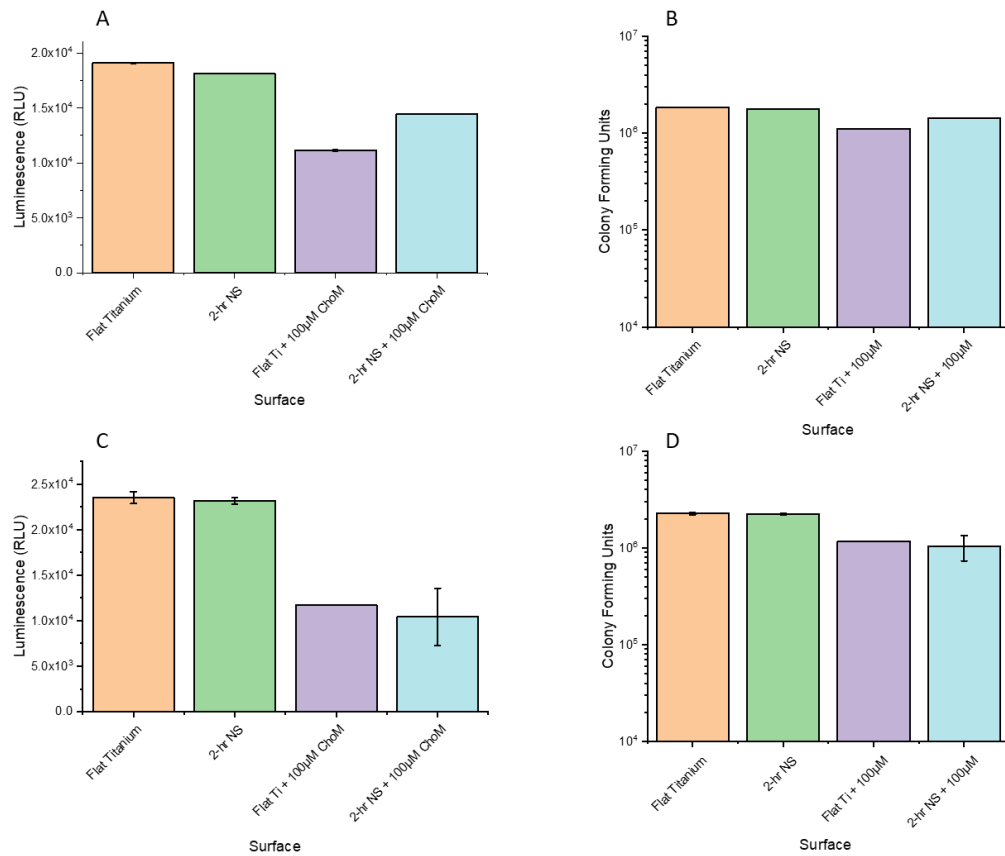 A
Luminescence (RLU)
2.0x10⁴
1.5x10⁴
1.0x10⁴
5.0x10³
0.0
Flat Titanium
2-hr NS
Flat Ti + 100µM ChoM
2-hr NS + 100µM ChoM
Surface
B
Colony Forming Units
10⁷
10⁶
10⁵
10⁴
Flat Titanium
2-hr NS
Flat Ti + 100µM
2-hr NS + 100µM
Surface
C
Luminescence (RLU)
2.5x10⁴
2.0x10⁴
1.5x10⁴
1.0x10⁴
5.0x10³
0.0
Flat Titanium
2-hr NS
Flat Ti + 100µM ChoM
2-hr NS + 100µM ChoM
Surface
D
Colony Forming Units
10⁷
10⁶
10⁵
10⁴
Flat Titanium
2-hr NS
Flat Ti + 100µM
2-hr NS + 100µM
Surface